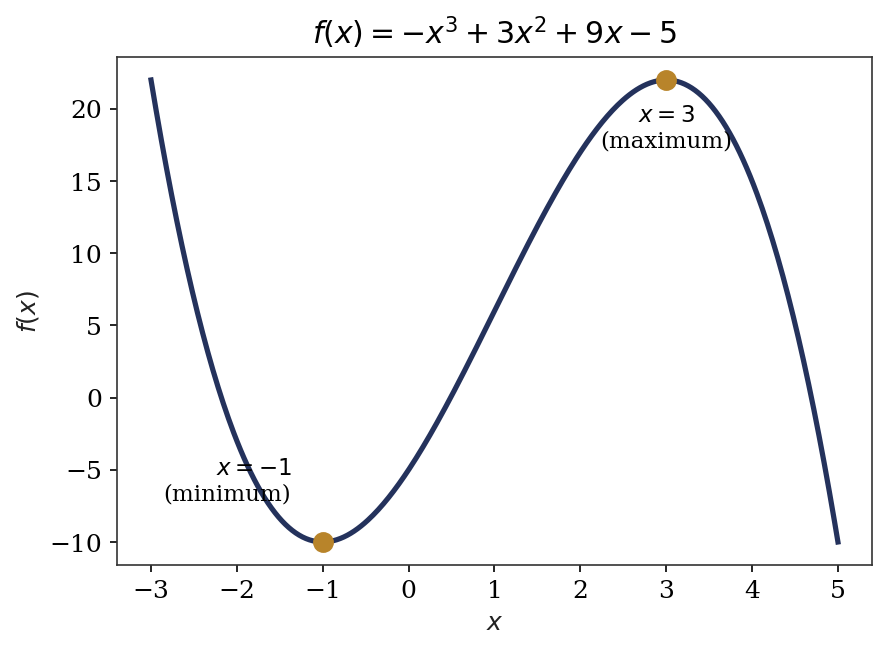 f(x) = −x³ + 3x² + 9x − 5
20
15
10
5
0
−5
−10
f(x)
x = 3
(maximum)
x = −1
(minimum)
−3 −2 −1 0 1 2 3 4 5
x